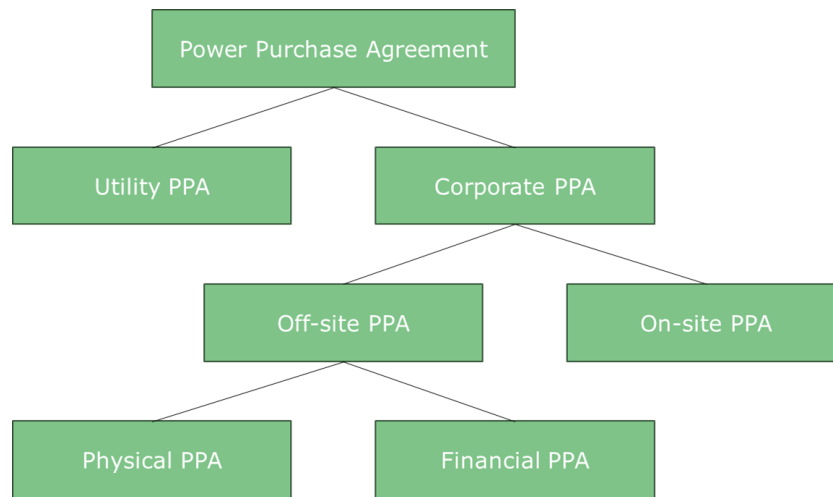 Power Purchase Agreement
Utility PPA
Corporate PPA
Off-site PPA
On-site PPA
Physical PPA
Financial PPA